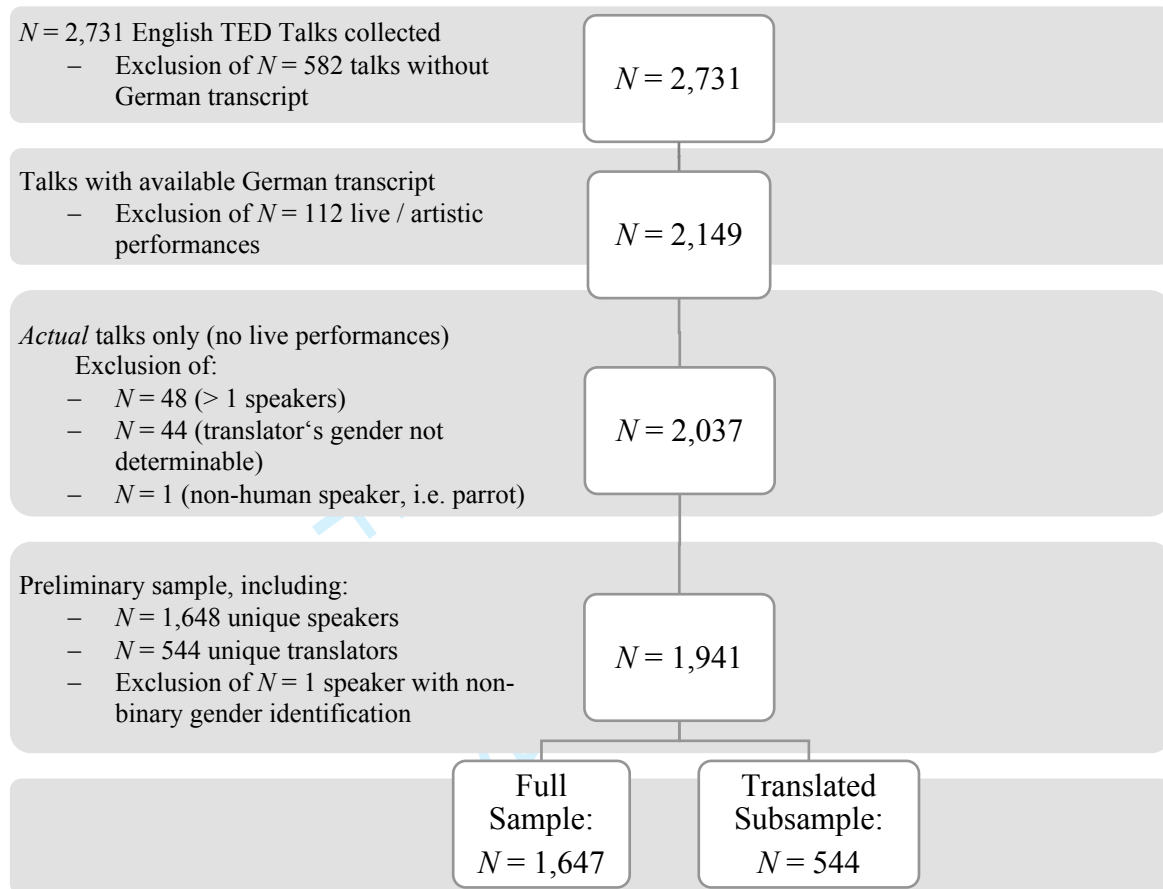 N = 2,731 English TED Talks collected
– Exclusion of N = 582 talks without
German transcript
N = 2,731
Talks with available German transcript
– Exclusion of N = 112 live / artistic
performances
N = 2,149
Actual talks only (no live performances)
Exclusion of:
– N = 48 (> 1 speakers)
– N = 44 (translator‘s gender not
determinable)
– N = 1 (non-human speaker, i.e. parrot)
N = 2,037
Preliminary sample, including:
– N = 1,648 unique speakers
– N = 544 unique translators
– Exclusion of N = 1 speaker with non-
binary gender identification
N = 1,941
Full
Sample:
N = 1,647
Translated
Subsample:
N = 544